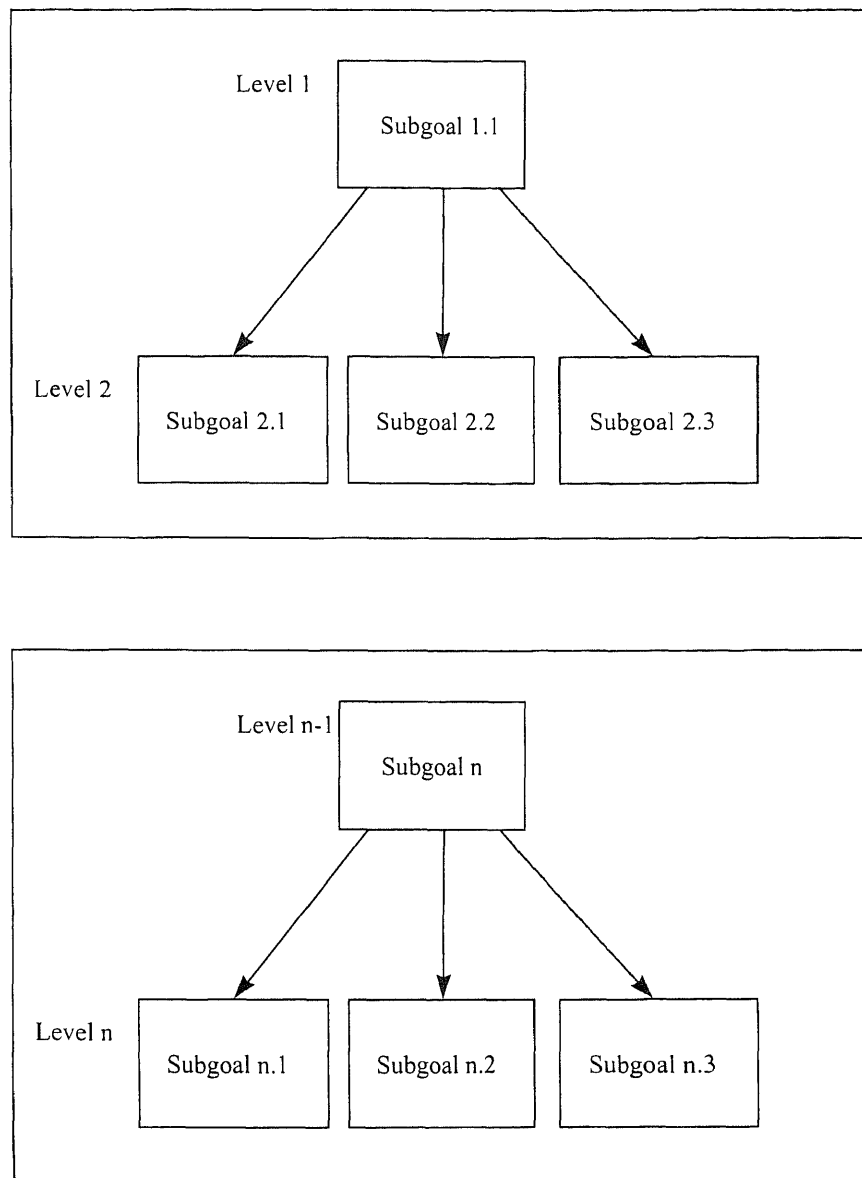 Level 1
Subgoal 1.1
Level 2
Subgoal 2.1
Subgoal 2.2
Subgoal 2.3
Level n-1
Subgoal n
Level n
Subgoal n.1
Subgoal n.2
Subgoal n.3